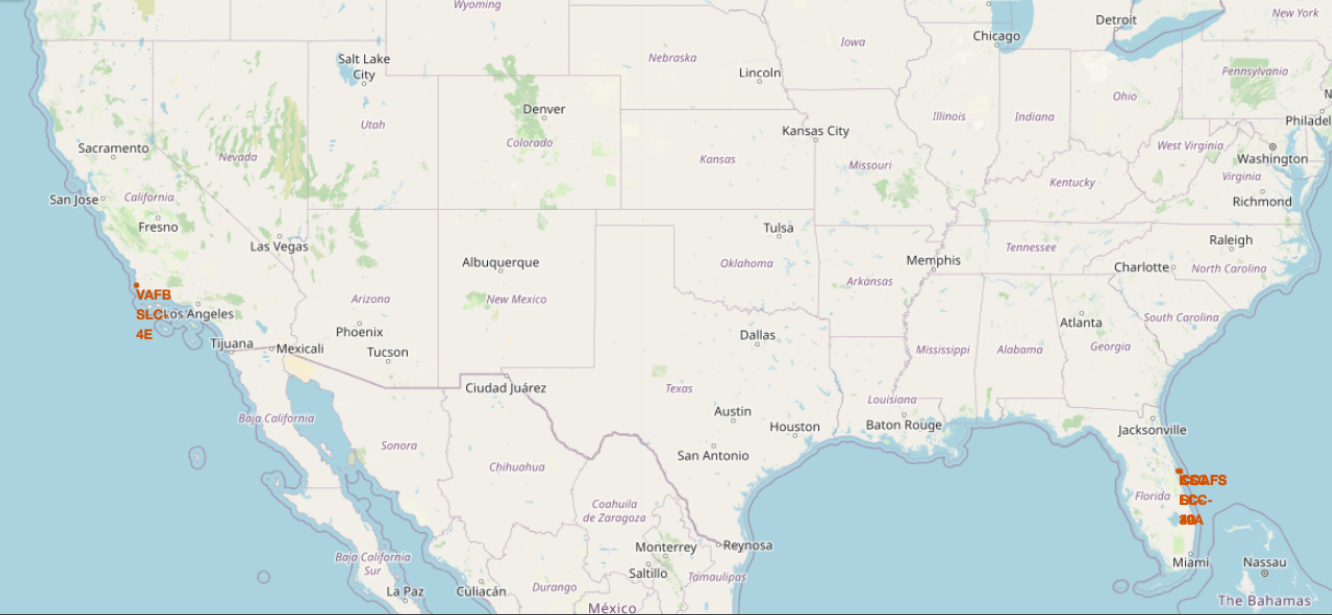 Wyoming
Detroit
New York
Chicago
Iowa
Salt Lake
City
Nebraska
Lincoln
Pennsylvania
Denver
Ohio
Illinois
Indiana
Philadel
Utah
Colorado
Kansas City
Sacramento
Nevada
Kansas
Missouri
West Virginia
Washington
Virginia
Kentucky
San Jose
California
Richmond
Fresno
Tulsa
Las Vegas
Raleigh
Tennessee
Albuquerque
Oklahoma
Memphis
Charlotte
North Carolina
Arkansas
VAFB
SLC-
4E
Los Angeles
Arizona
New Mexico
South Carolina
Phoenix
Dallas
Atlanta
Tijuana
Mexicali
Tucson
Mississippi
Alabama
Georgia
Ciudad Juárez
Texas
Louisiana
Baja California
Austin
Houston
Baton Rouge
Jacksonville
Sonora
San Antonio
Chihuahua
Florida
Coahuila
de Zaragoza
Monterrey
Reynosa
Baja California
Sur
Saltillo
Tamaulipas
Miami
Nassau
La Paz
Culiacán
Durango
México
The Bahamas